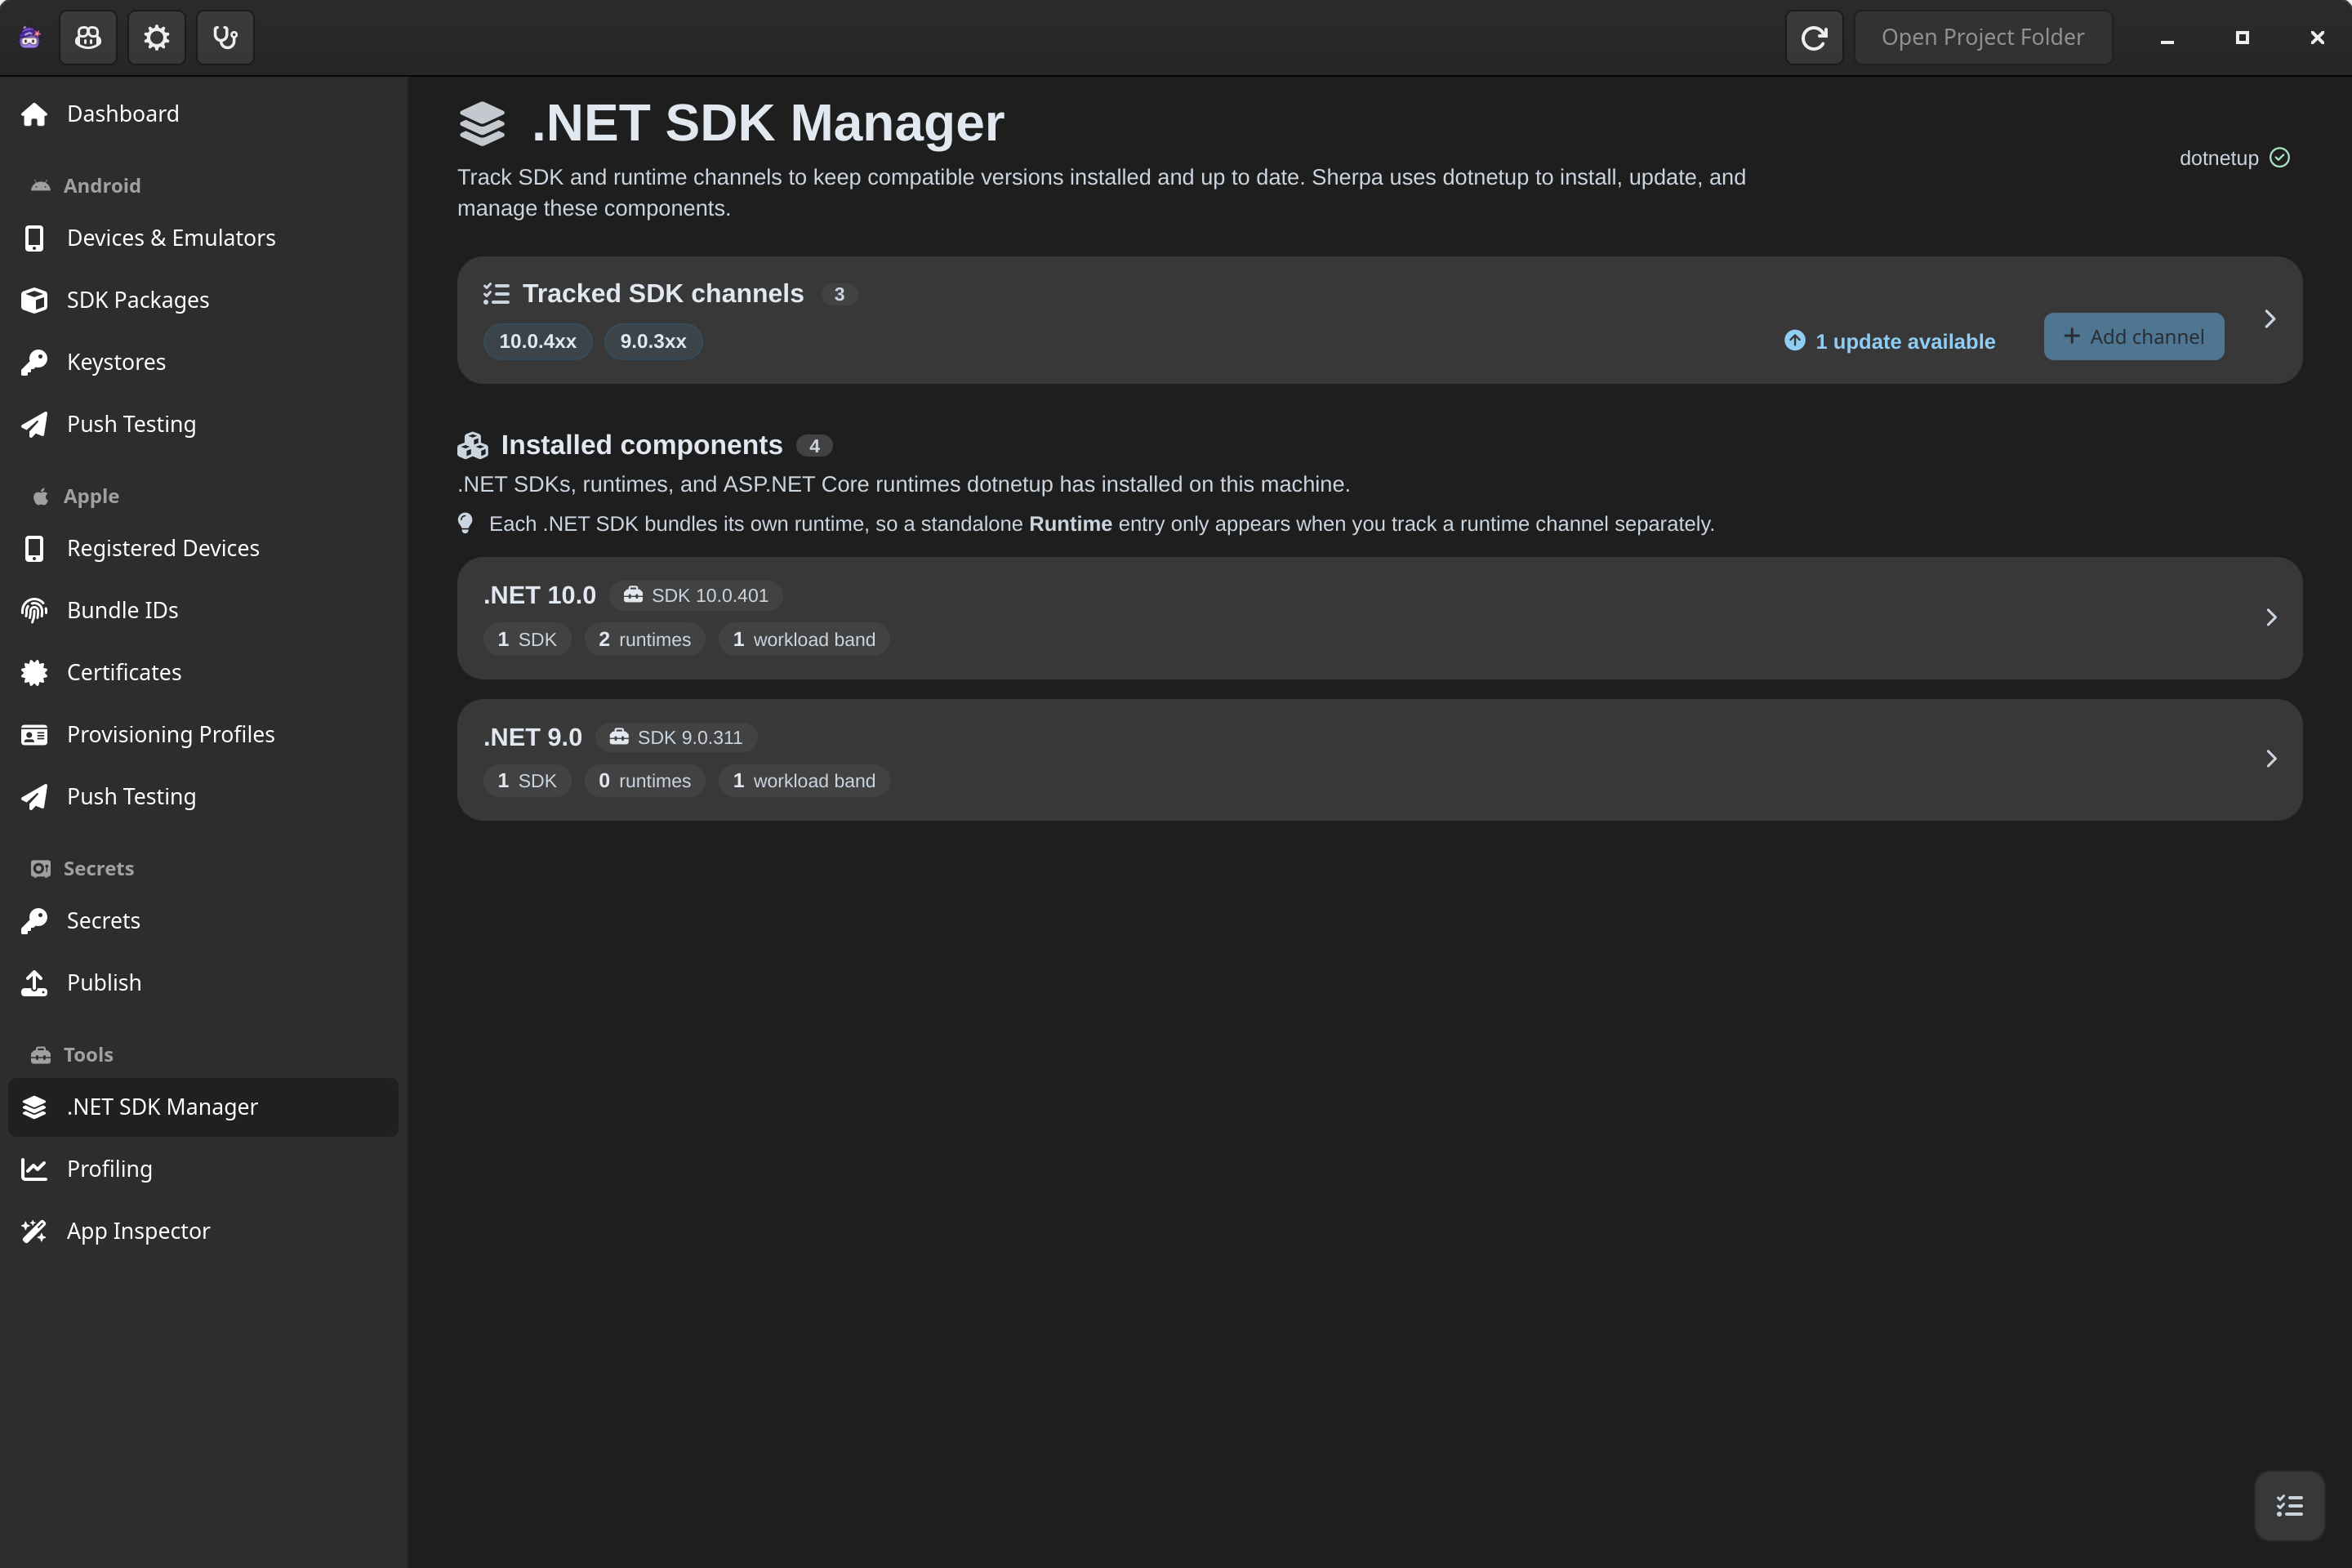 Open Project Folder
Dashboard
Android
Devices & Emulators
SDK Packages
Keystores
Push Testing
Apple
Registered Devices
Bundle IDs
Certificates
Provisioning Profiles
Push Testing
Secrets
Secrets
Publish
Tools
.NET SDK Manager
Profiling
App Inspector
.NET SDK Manager
Track SDK and runtime channels to keep compatible versions installed and up to date. Sherpa uses dotnetup to install, update, and
manage these components.
dotnetup
Tracked SDK channels 3
10.0.4xx 9.0.3xx
1 update available
Add channel
Installed components 4
.NET SDKs, runtimes, and ASP.NET Core runtimes dotnetup has installed on this machine.
Each .NET SDK bundles its own runtime, so a standalone Runtime entry only appears when you track a runtime channel separately.
.NET 10.0 SDK 10.0.401
1 SDK 2 runtimes 1 workload band
.NET 9.0 SDK 9.0.311
1 SDK 0 runtimes 1 workload band